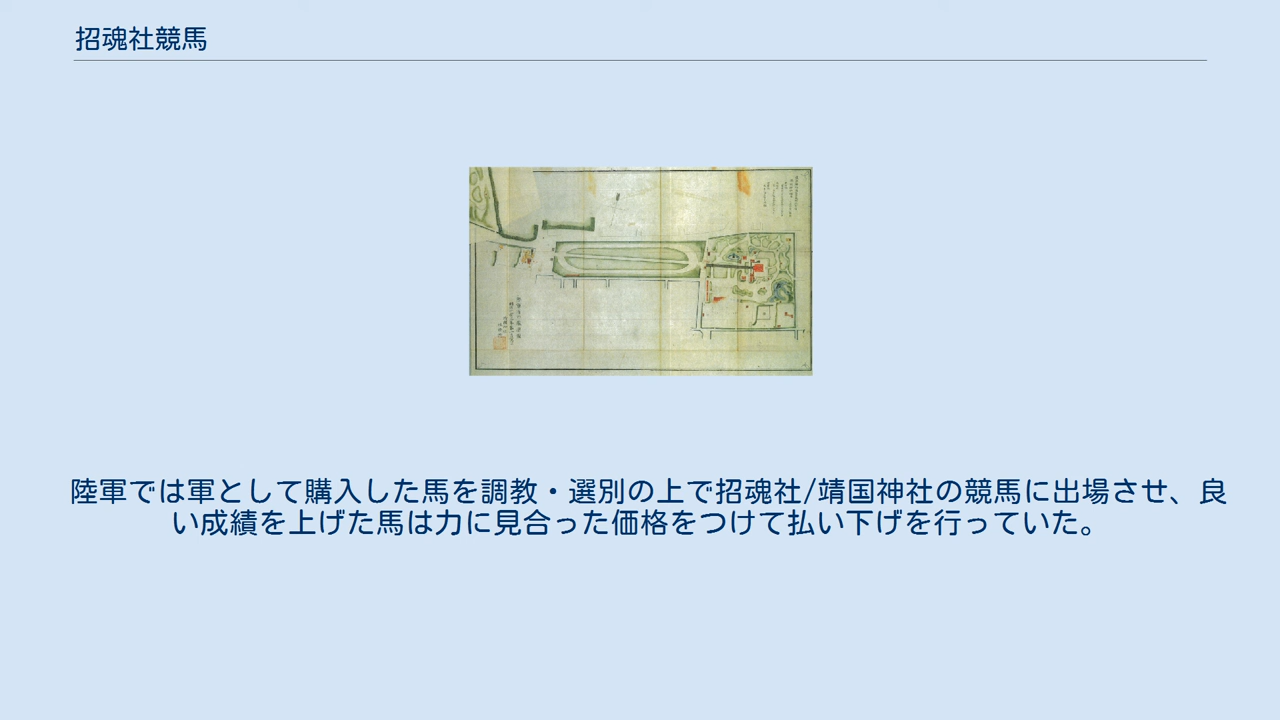 招魂社競馬
陸軍では軍として購入した馬を調教・選別の上で招魂社/靖国神社の競馬に出場させ、良
い成績を上げた馬は力に見合った価格をつけて払い下げを行っていた。